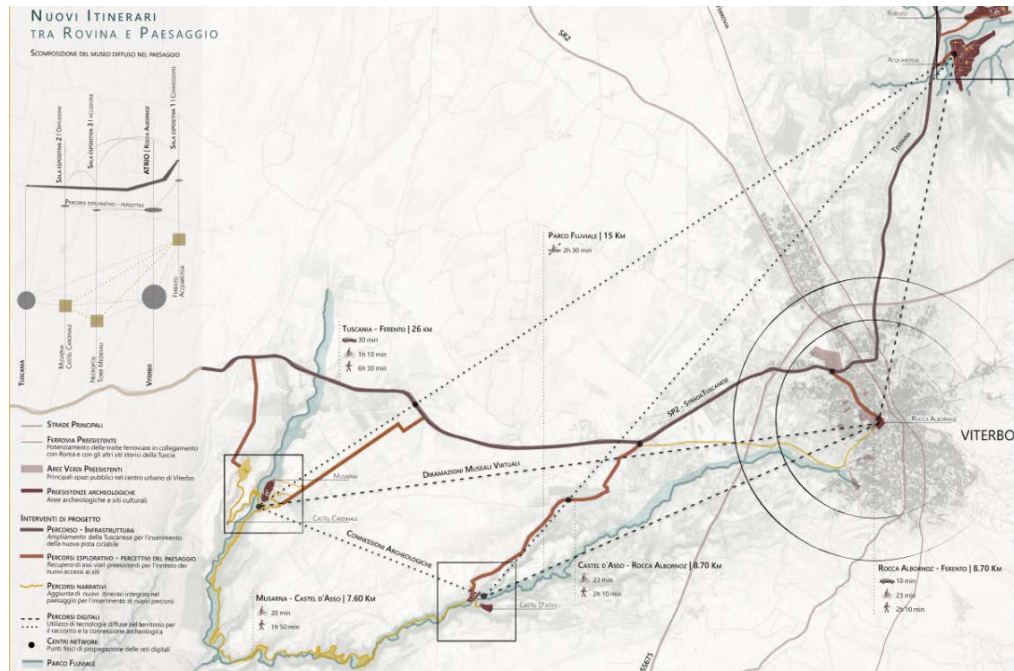 NUOVI ITINERARI
TRA ROVINA E PAESAGGIO
SCOMPOSIZIONE DEL MUSEO DIFFUSO NEL PAESAGGIO
SALA ESPOSITIVA 2 | DIFFUSIONI
SALA ESPOSITIVA 3 | INCLUSIONI
ATRIO | ROCCA ALBORNOZ
SALA ESPOSITIVA 1 | CONNESSIONI
PERCORSI ESPLORATIVO - PERCETTIVI
TUSCANIA
MUSARNA
CASTEL CARDINALE
NECROPOLI
TORRI MEDIEVALI
VITERBO
FERENTO
ACQUAROSSA
STRADE PRINCIPALI
FERROVIA PREESISTENTE
Potenziamento delle tratte ferroviare in collegamento
con Roma e con gli altri siti storici della Tuscia.
AREE VERDI PREESISTENTI
Principali spazi pubblici nel centro urbano di Viterbo
PREESISTENZE ARCHEOLOGICHE
Aree archeologiche e siti culturali
INTERVENTI DI PROGETTO
PERCORSO - INFRASTRUTTURA
Ampliamento della Tuscanese per l'inserimento
della nuova pista ciclabile
PERCORSI ESPLORATIVO - PERCETTIVI DEL PAESAGGIO
Recupero di assi viari preesistenti per l'innesto dei
nuovi accessi ai siti
PERCORSI NARRATIVI
Aggiunta di nuovi itinerari integrati nel
paesaggio per l'inserimento di nuovi percorsi
PERCORSI DIGITALI
Utilizzo di tecnologie diffuse nel territorio per
il racconto e la connessione archeologica
CENTRI NETWORK
Punti fisici di propagazione delle reti digitali
PARCO FLUVIALE
SR2
FERROVIA
FERENTO
ACQUAROSSA
TEVERINA
PARCO FLUVIALE | 15 KM
2h 30 min
TUSCANIA - FERENTO | 26 KM
30 min
1h 10 min
6h 30 min
SP2 - STRADA TUSCANESE
ROCCA ALBORNOZ
VITERBO
MUSARNA
DIRAMAZIONI MUSEALI VIRTUALI
CASTEL CARDINALE
CONNESSIONI ARCHEOLOGICHE
CASTEL D'ASSO - ROCCA ALBORNOZ | 8.70 KM
23 min
2h 10 min
ROCCA ALBORNOZ - FERENTO | 8.70 KM
10 min
23 min
2h 10 min
MUSARNA - CASTEL D'ASSO | 7.60 KM
20 min
1h 50 min
CASTEL D'ASSO
SS675